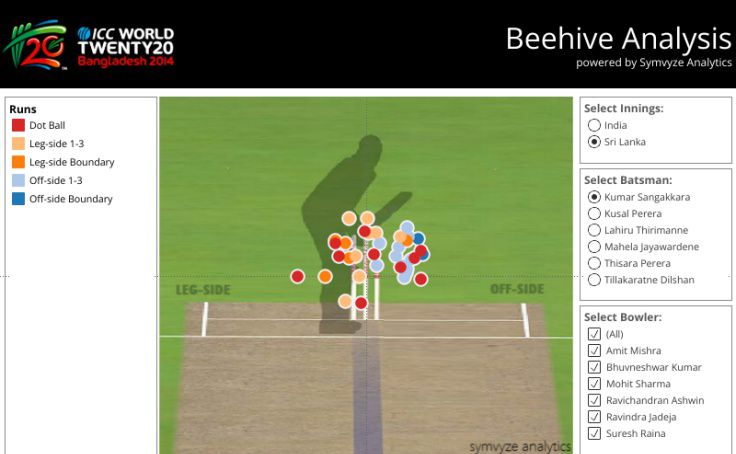 ICC WORLD
TWENTY20
Bangladesh 2014
T20
Beehive Analysis
powered by Symvyze Analytics
Runs
Dot Ball
Leg-side 1-3
Leg-side Boundary
Off-side 1-3
Off-side Boundary
LEG-SIDE
OFF-SIDE
symvyze analytics
Select Innings:
India
Sri Lanka
Select Batsman:
Kumar Sangakkara
Kusal Perera
Lahiru Thirimanne
Mahela Jayawardene
Thisara Perera
Tillakaratne Dilshan
Select Bowler:
(All)
Amit Mishra
Bhuvneshwar Kumar
Mohit Sharma
Ravichandran Ashwin
Ravindra Jadeja
Suresh Raina